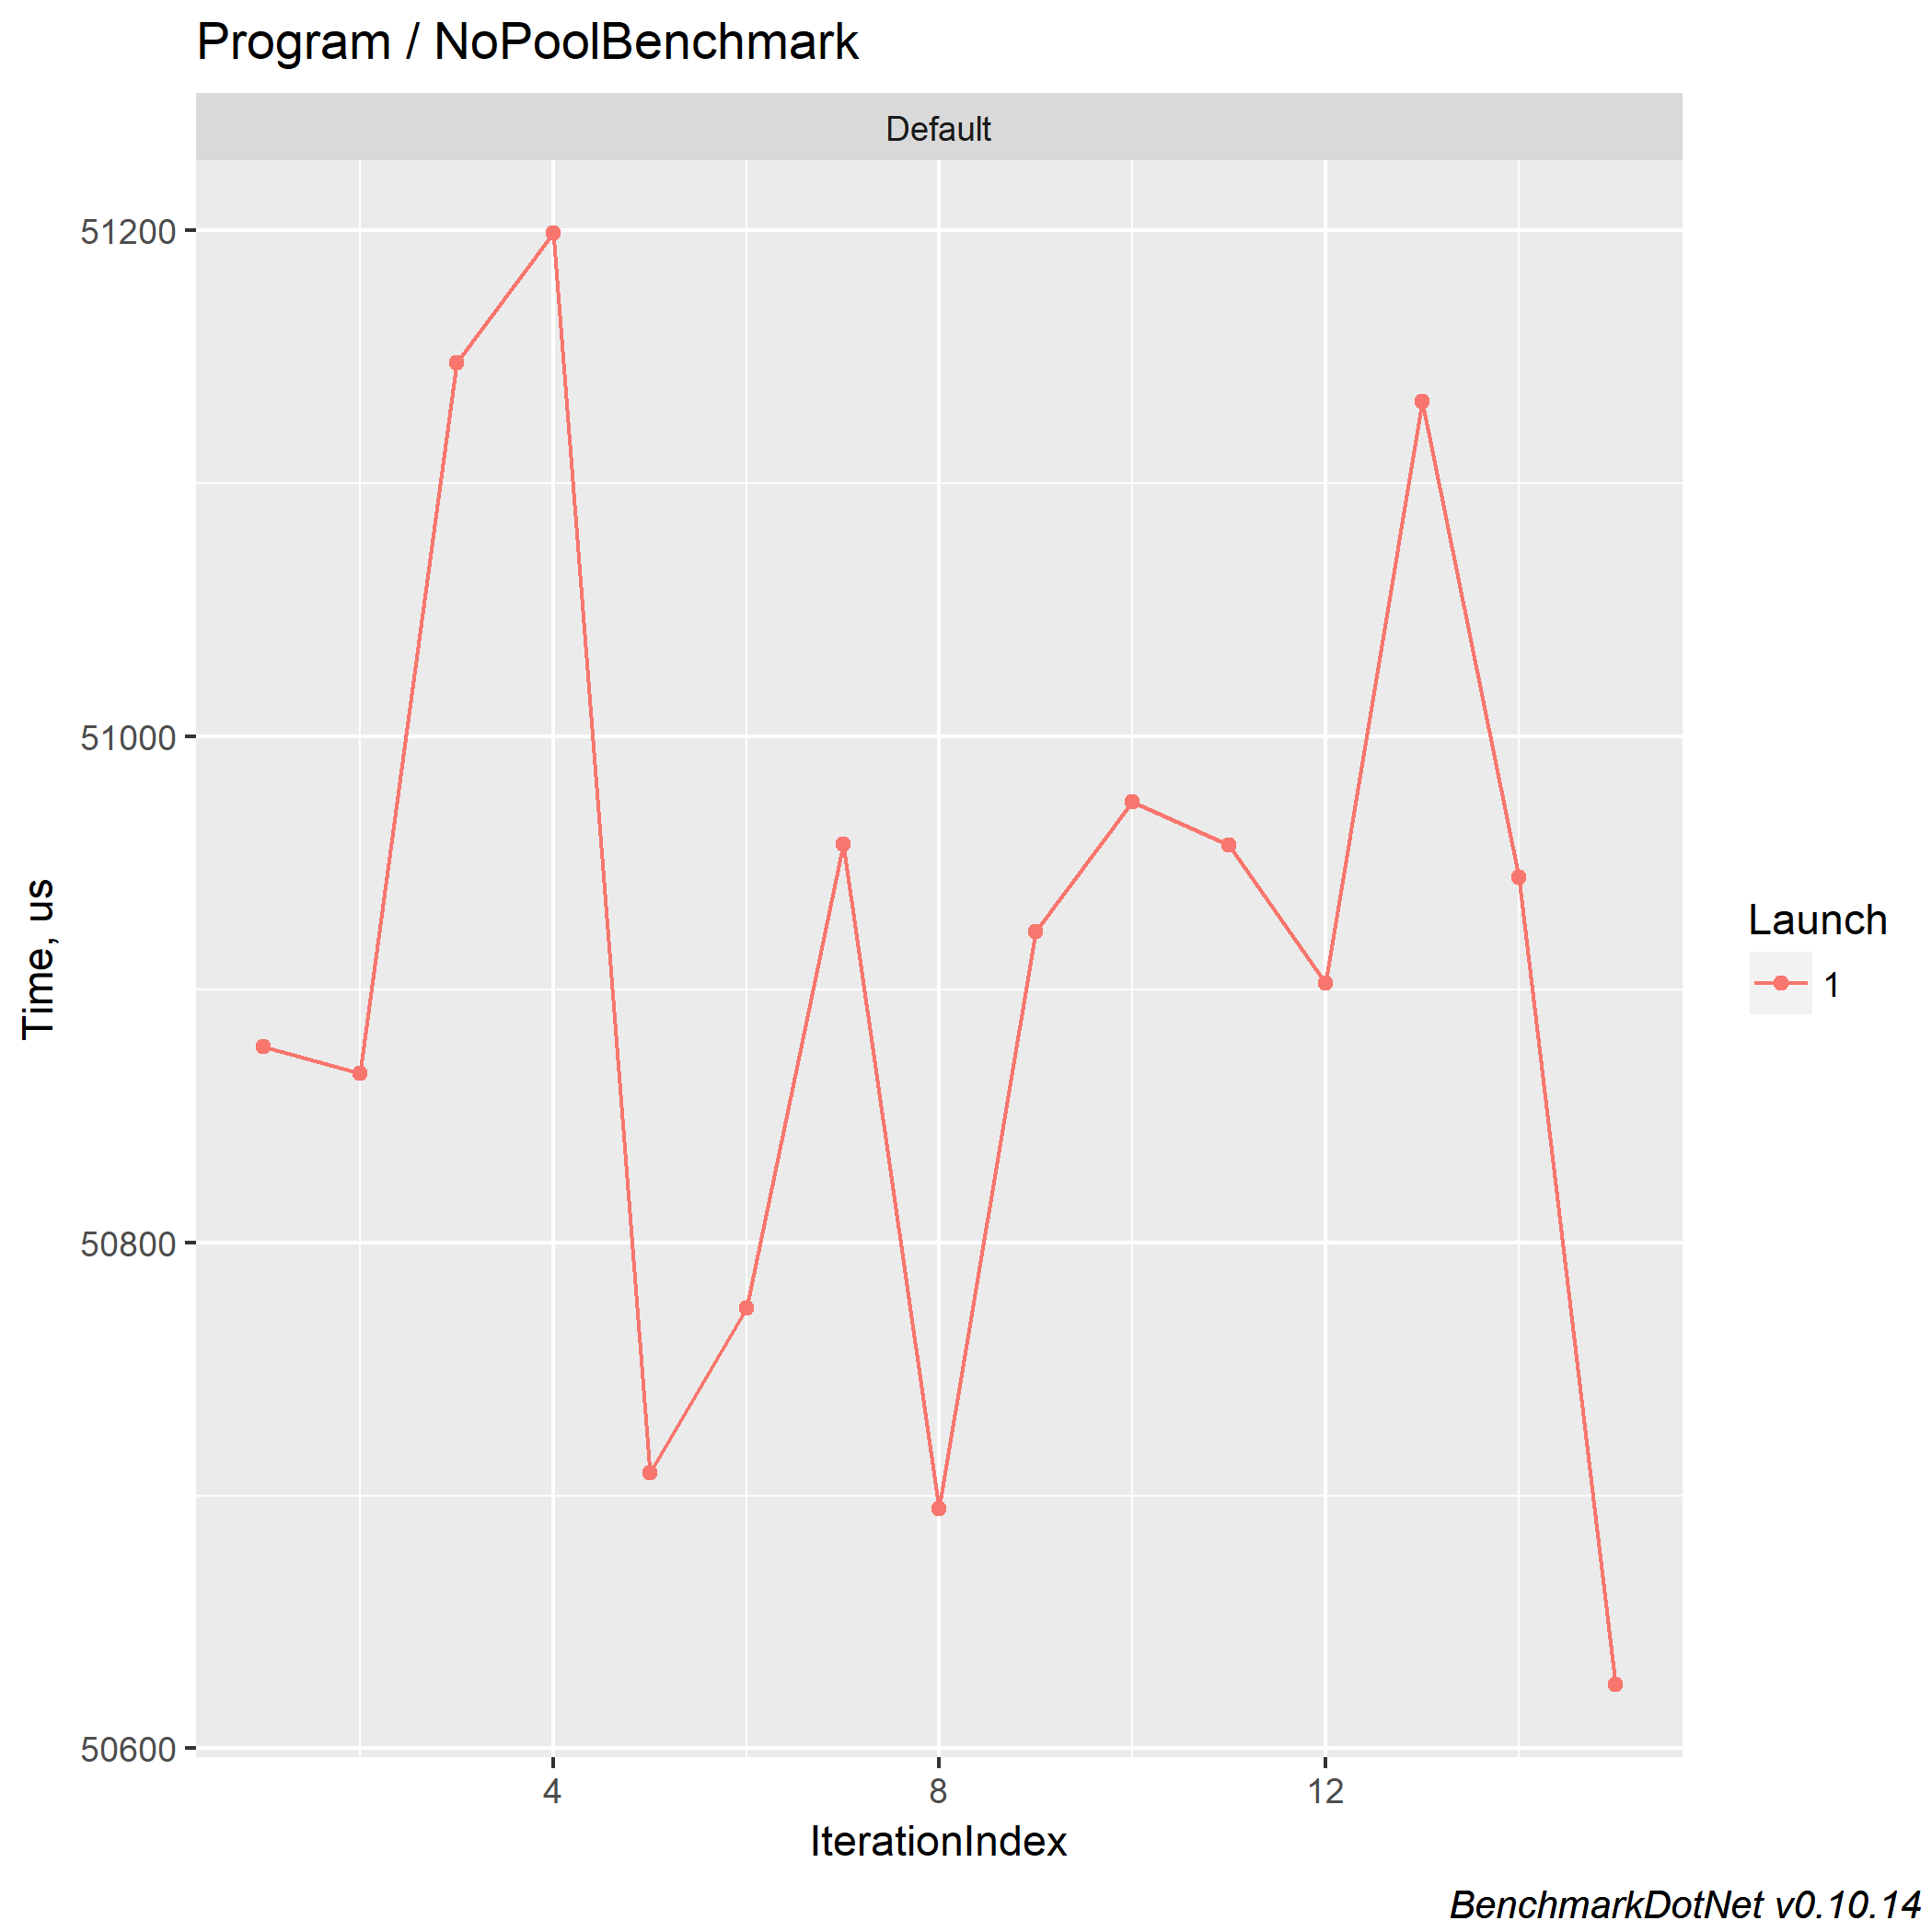 Program / NoPoolBenchmark
Default
51200
51000
50800
50600
Time, us
4 8 12
IterationIndex
Launch
1
BenchmarkDotNet v0.10.14